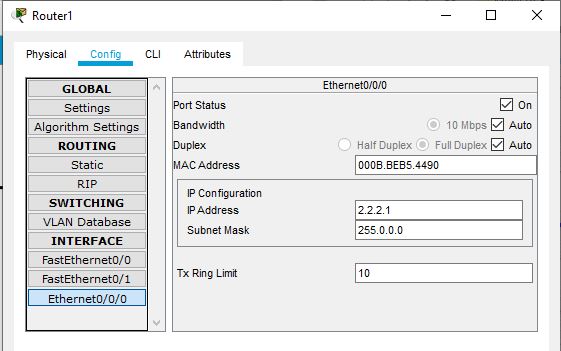 Router1
Physical Config CLI Attributes
GLOBAL
Settings
Algorithm Settings
ROUTING
Static
RIP
SWITCHING
VLAN Database
INTERFACE
FastEthernet0/0
FastEthernet0/1
Ethernet0/0/0
Ethernet0/0/0
Port Status On
Bandwidth 10 Mbps Auto
Duplex Half Duplex Full Duplex Auto
MAC Address 000B.BEB5.4490
IP Configuration
IP Address 2.2.2.1
Subnet Mask 255.0.0.0
Tx Ring Limit 10